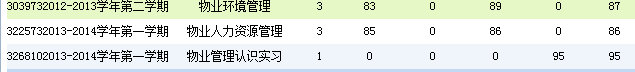 3039732012-2013学年第二学期 物业环境管理 3 83 0 89 0 87
3225732013-2014学年第一学期 物业人力资源管理 3 85 0 86 0 86
3268102013-2014学年第一学期 物业管理认识实习 1 0 0 0 95 95